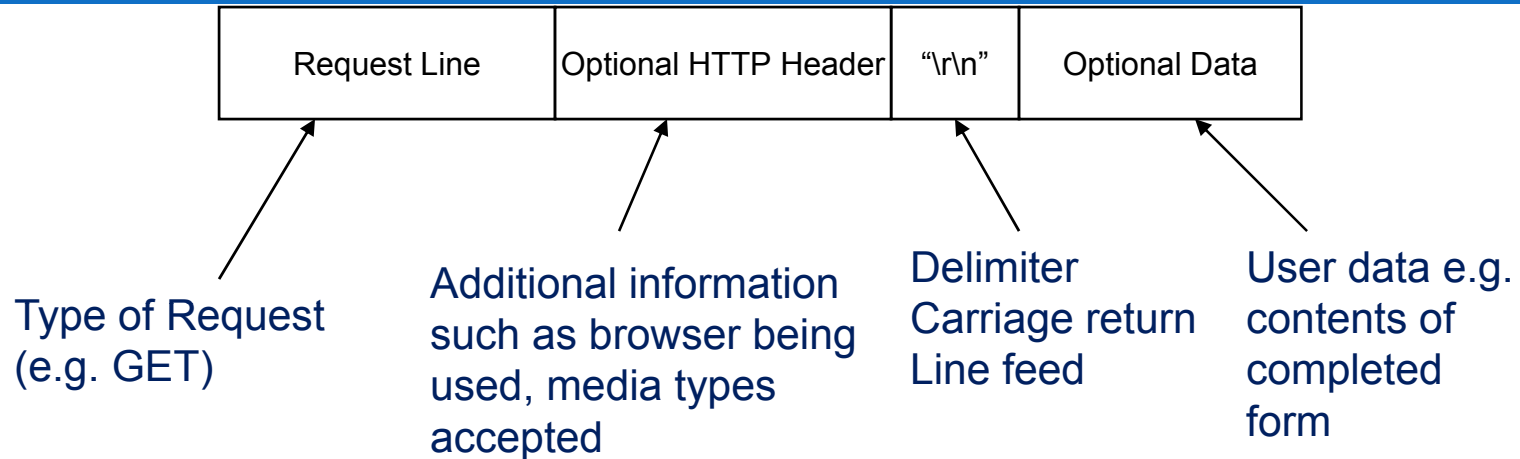 Request Line
Optional HTTP Header
“\r\n”
Optional Data
Type of Request
(e.g. GET)
Additional information
such as browser being
used, media types
accepted
Delimiter
Carriage return
Line feed
User data e.g.
contents of
completed
form